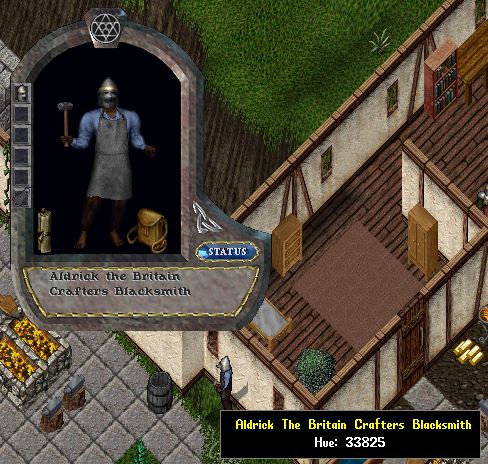 STATUS
Aldrick the Britain
Crafters Blacksmith
Aldrick The Britain Crafters Blacksmith
Hue: 33825